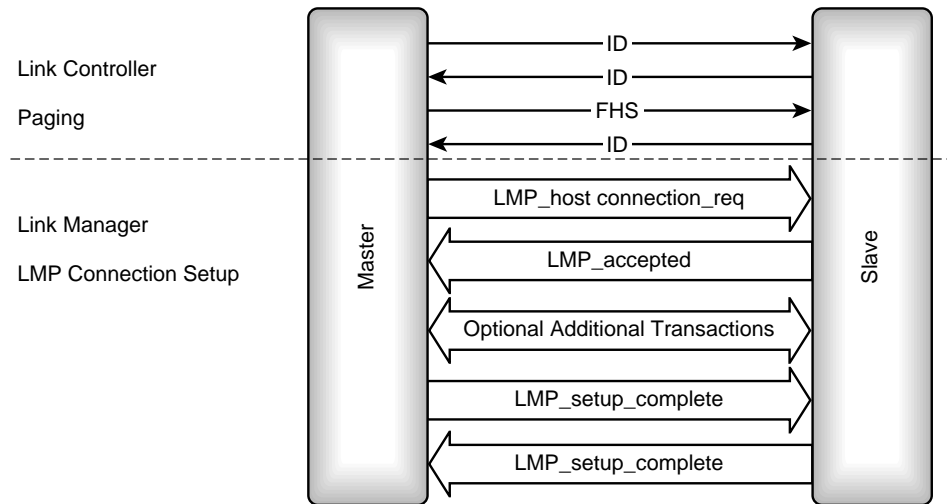 ID
Link Controller
ID
Paging
FHS
ID
LMP_host connection_req
Link Manager
Master
Slave
LMP_accepted
LMP Connection Setup
Optional Additional Transactions
LMP_setup_complete
LMP_setup_complete